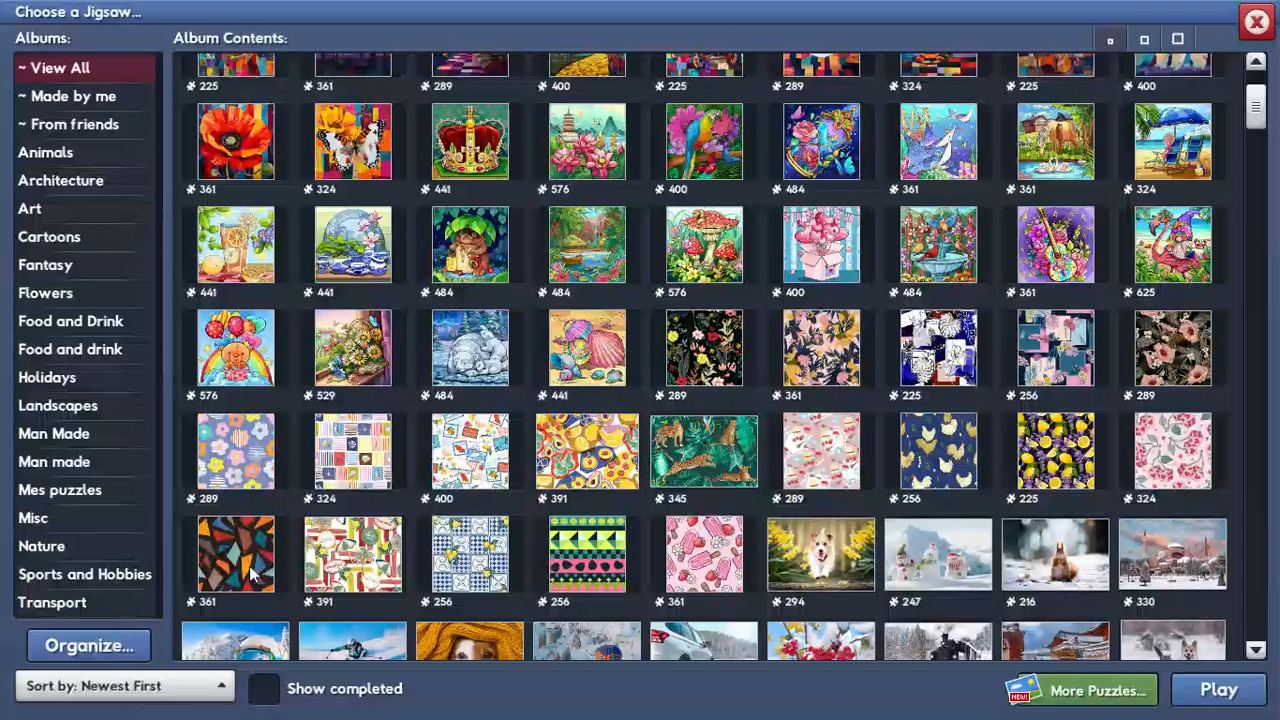 Choose a Jigsaw...
Albums:
Album Contents:
~ View All
~ Made by me
~ From friends
Animals
Architecture
Art
Cartoons
Fantasy
Flowers
Food and Drink
Food and drink
Holidays
Landscapes
Man Made
Man made
Mes puzzles
Misc
Nature
Sports and Hobbies
Transport
225 361 289 400 225 289 324 225 400
361 324 441 576 400 484 361 361 324
441 441 484 484 576 400 484 361 625
576 529 484 441 289 361 225 256 289
289 324 400 391 345 289 256 225 324
361 391 256 256 361 294 247 216 330
Organize...
Sort by: Newest First
Show completed
NEW!
More Puzzles...
Play